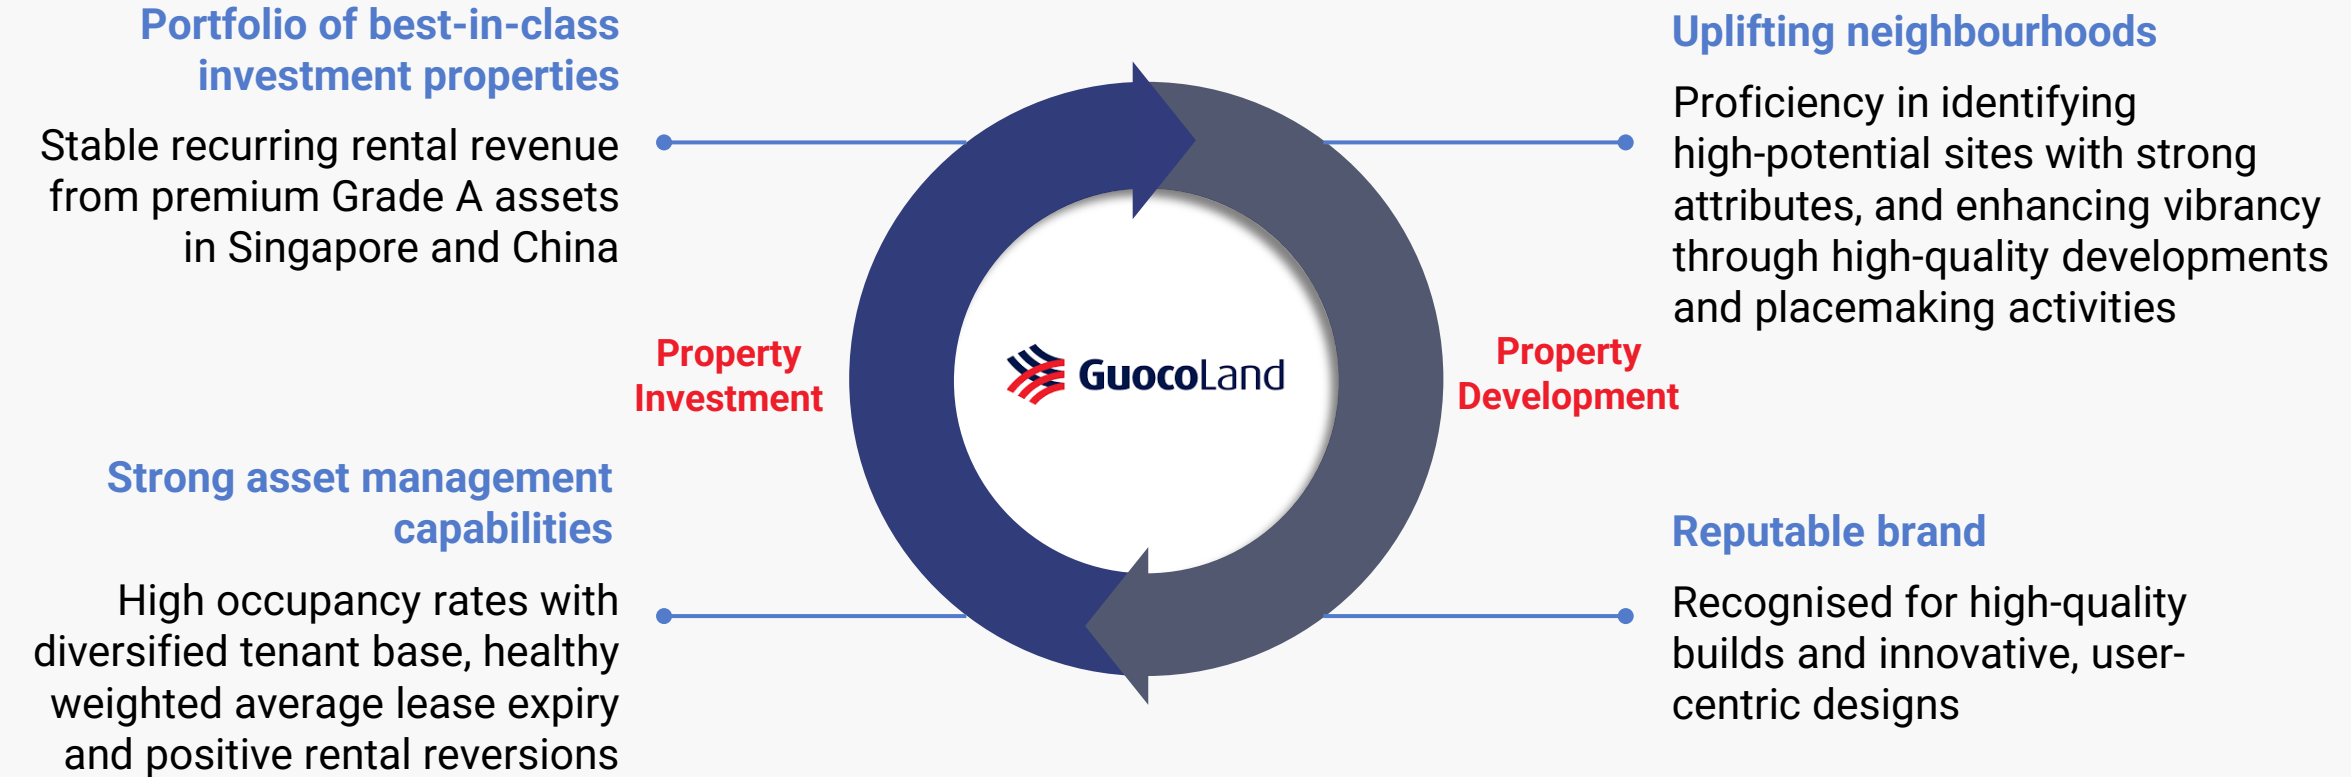 Portfolio of best-in-class
investment properties
Stable recurring rental revenue
from premium Grade A assets
in Singapore and China
Uplifting neighbourhoods
Proficiency in identifying
high-potential sites with strong
attributes, and enhancing vibrancy
through high-quality developments
and placemaking activities
Property
Investment
GuocoLand
Property
Development
Strong asset management
capabilities
High occupancy rates with
diversified tenant base, healthy
weighted average lease expiry
and positive rental reversions
Reputable brand
Recognised for high-quality
builds and innovative, user-
centric designs